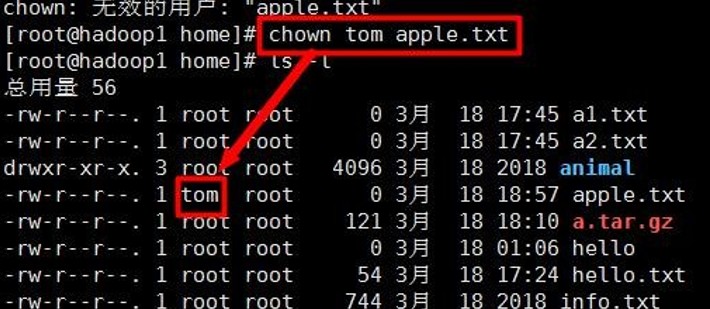 chown: 无效的用户: "apple.txt"
[root@hadoop1 home]# chown tom apple.txt
[root@hadoop1 home]# ls -l
总用量 56
-rw-r--r--. 1 root root 0 3月 18 17:45 a1.txt
-rw-r--r--. 1 root root 0 3月 18 17:45 a2.txt
drwxr-xr-x. 3 root root 4096 3月 18 2018 animal
-rw-r--r--. 1 tom root 0 3月 18 18:57 apple.txt
-rw-r--r--. 1 root root 121 3月 18 18:10 a.tar.gz
-rw-r--r--. 1 root root 0 3月 18 01:06 hello
-rw-r--r--. 1 root root 54 3月 18 17:24 hello.txt
-rw-r--r--. 1 root root 744 3月 18 2018 info.txt